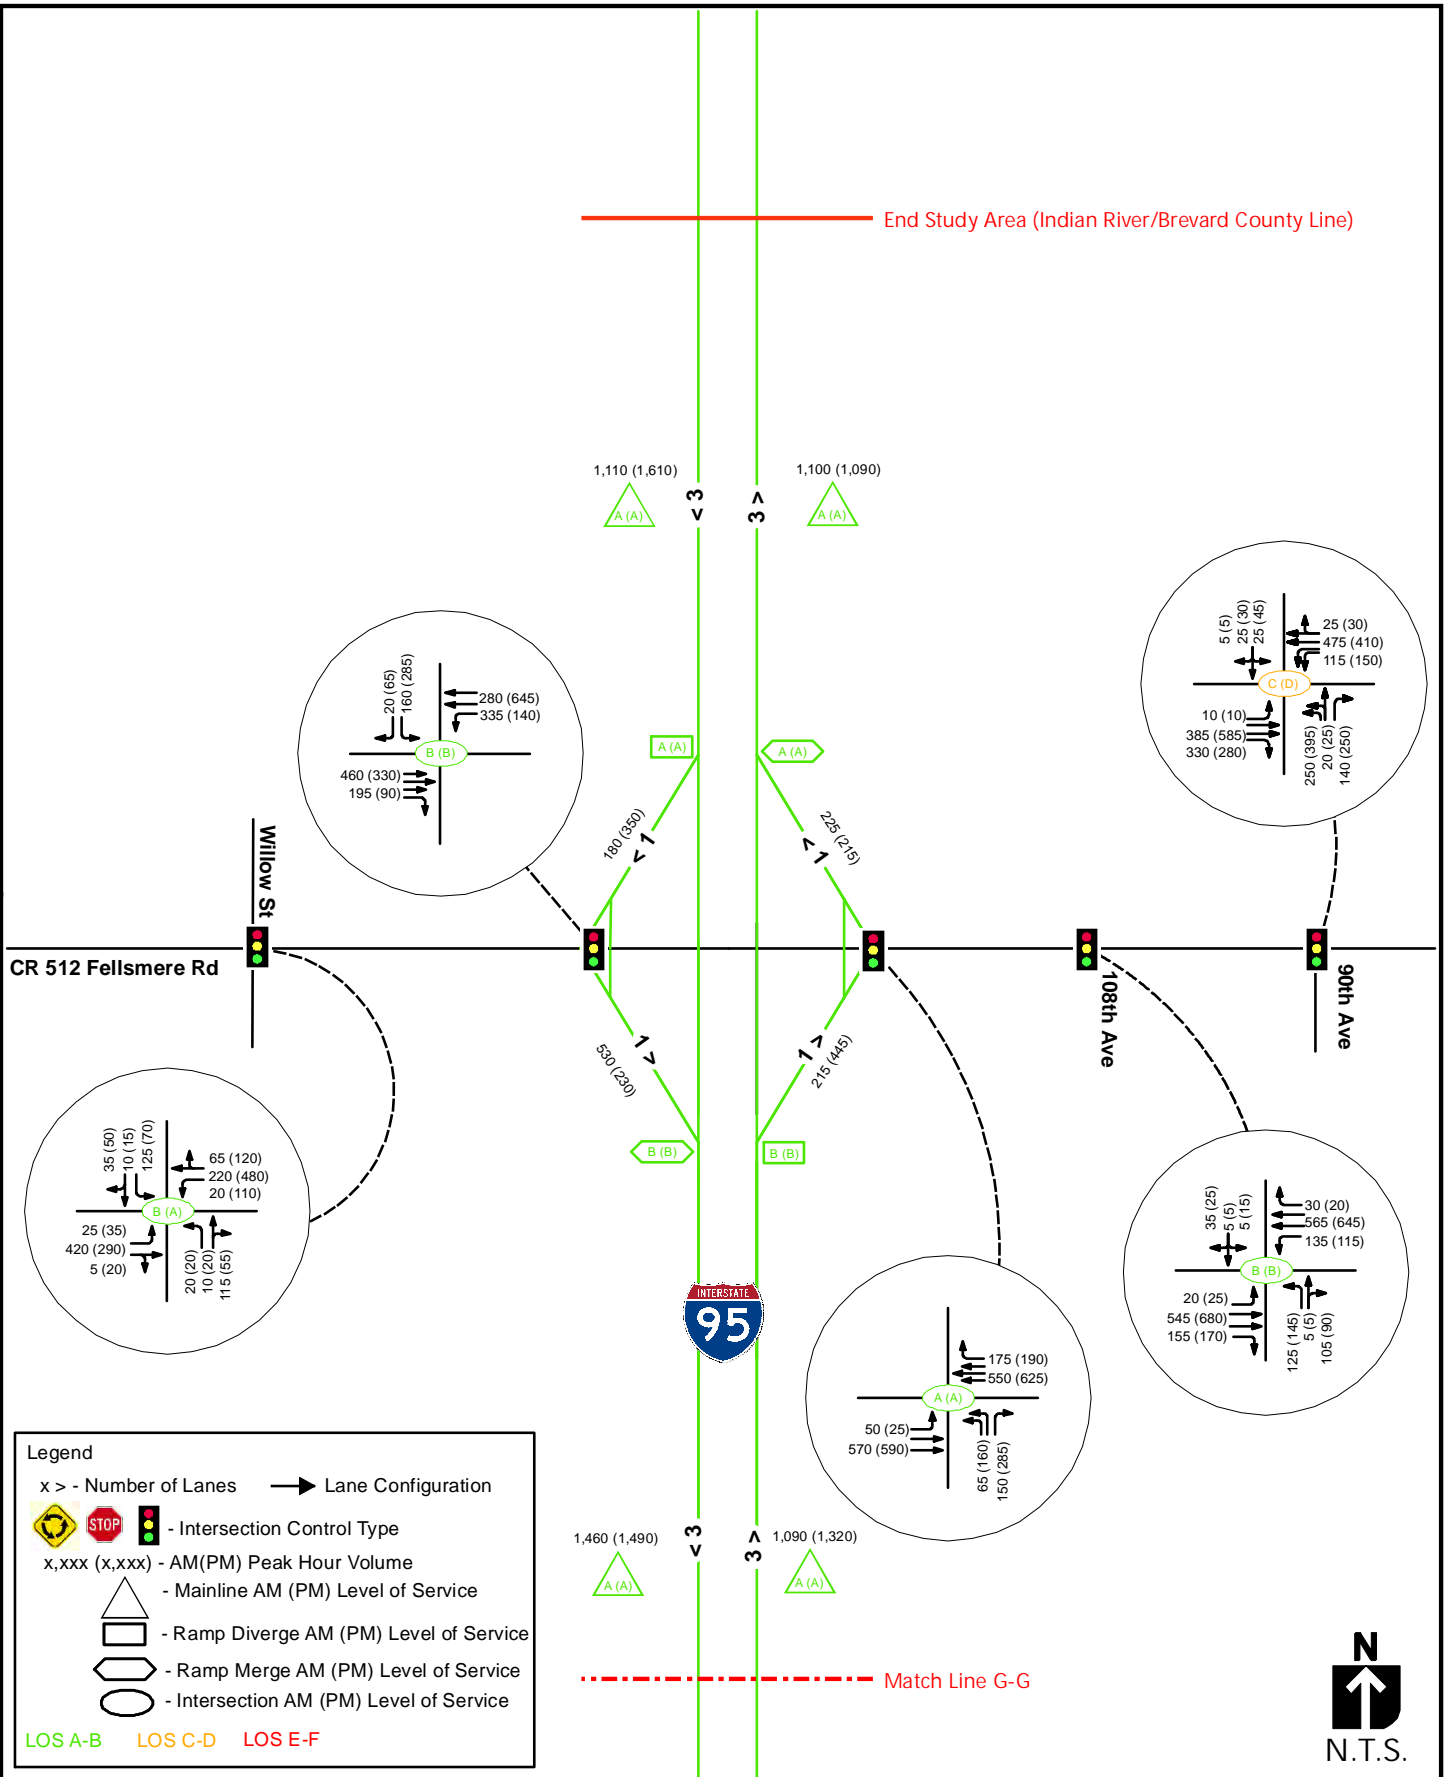 End Study Area (Indian River/Brevard County Line)
1,110 (1,610)
A (A)
< 3
3 >
1,100 (1,090)
A (A)
20 (65)
160 (285)
280 (645)
335 (140)
B (B)
460 (330)
195 (90)
5 (5)
25 (30)
25 (45)
25 (30)
475 (410)
115 (150)
C (D)
10 (10)
385 (585)
330 (280)
250 (395)
20 (25)
140 (250)
A (A)
A (A)
180 (350)
< 1
225 (215)
< 1
Willow St
CR 512 Fellsmere Rd
108th Ave
90th Ave
530 (230)
1 >
215 (445)
1 >
B (B)
B (B)
35 (50)
10 (15)
125 (70)
65 (120)
220 (480)
20 (110)
B (A)
25 (35)
420 (290)
5 (20)
20 (20)
10 (20)
115 (55)
35 (25)
5 (5)
5 (15)
30 (20)
565 (645)
135 (115)
B (B)
20 (25)
545 (680)
155 (170)
125 (145)
5 (5)
105 (90)
INTERSTATE
95
175 (190)
550 (625)
A (A)
50 (25)
570 (590)
65 (160)
150 (285)
1,460 (1,490)
A (A)
< 3
3 >
1,090 (1,320)
A (A)
Match Line G-G
Legend
x > - Number of Lanes
Lane Configuration
STOP
- Intersection Control Type
x,xxx (x,xxx) - AM(PM) Peak Hour Volume
- Mainline AM (PM) Level of Service
- Ramp Diverge AM (PM) Level of Service
- Ramp Merge AM (PM) Level of Service
- Intersection AM (PM) Level of Service
LOS A-B LOS C-D LOS E-F
N
N.T.S.